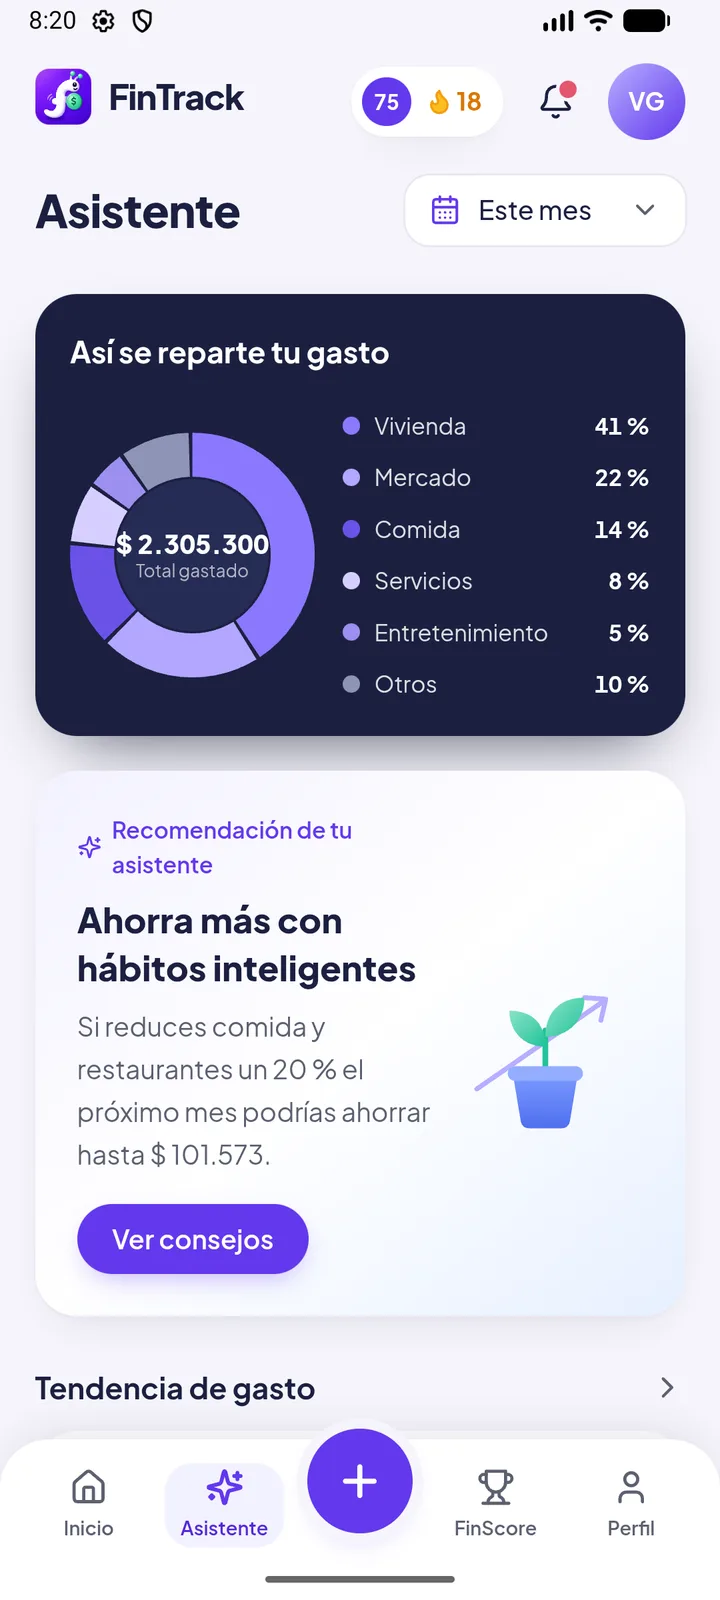 8:20
FinTrack
75
18
VG
Asistente
Este mes
Así se reparte tu gasto
$ 2.305.300
Total gastado
Vivienda 41 %
Mercado 22 %
Comida 14 %
Servicios 8 %
Entretenimiento 5 %
Otros 10 %
Recomendación de tu
asistente
Ahorra más con
hábitos inteligentes
Si reduces comida y
restaurantes un 20 % el
próximo mes podrías ahorrar
hasta $ 101.573.
Ver consejos
Tendencia de gasto
Inicio
Asistente
FinScore
Perfil